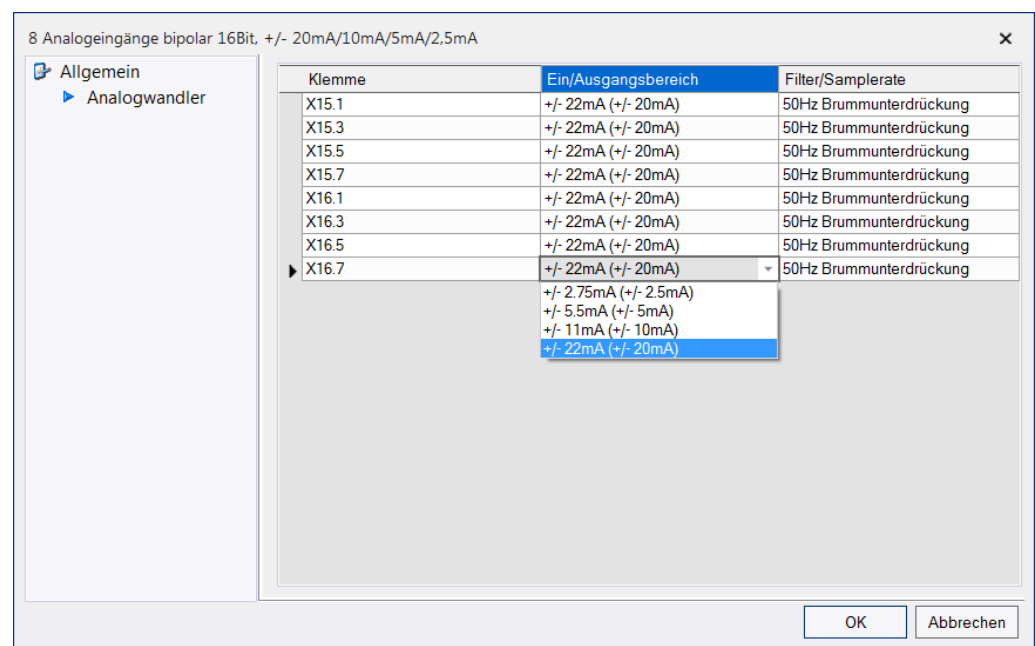 8 Analogeingänge bipolar 16Bit, +/- 20mA/10mA/5mA/2,5mA
Allgemein
Analogwandler
Klemme Ein/Ausgangsbereich Filter/Samplerate
X15.1 +/- 22mA (+/- 20mA) 50Hz Brummunterdrückung
X15.3 +/- 22mA (+/- 20mA) 50Hz Brummunterdrückung
X15.5 +/- 22mA (+/- 20mA) 50Hz Brummunterdrückung
X15.7 +/- 22mA (+/- 20mA) 50Hz Brummunterdrückung
X16.1 +/- 22mA (+/- 20mA) 50Hz Brummunterdrückung
X16.3 +/- 22mA (+/- 20mA) 50Hz Brummunterdrückung
X16.5 +/- 22mA (+/- 20mA) 50Hz Brummunterdrückung
X16.7 +/- 22mA (+/- 20mA) 50Hz Brummunterdrückung
+/- 2.75mA (+/- 2.5mA)
+/- 5.5mA (+/- 5mA)
+/- 11mA (+/- 10mA)
+/- 22mA (+/- 20mA)
OK Abbrechen